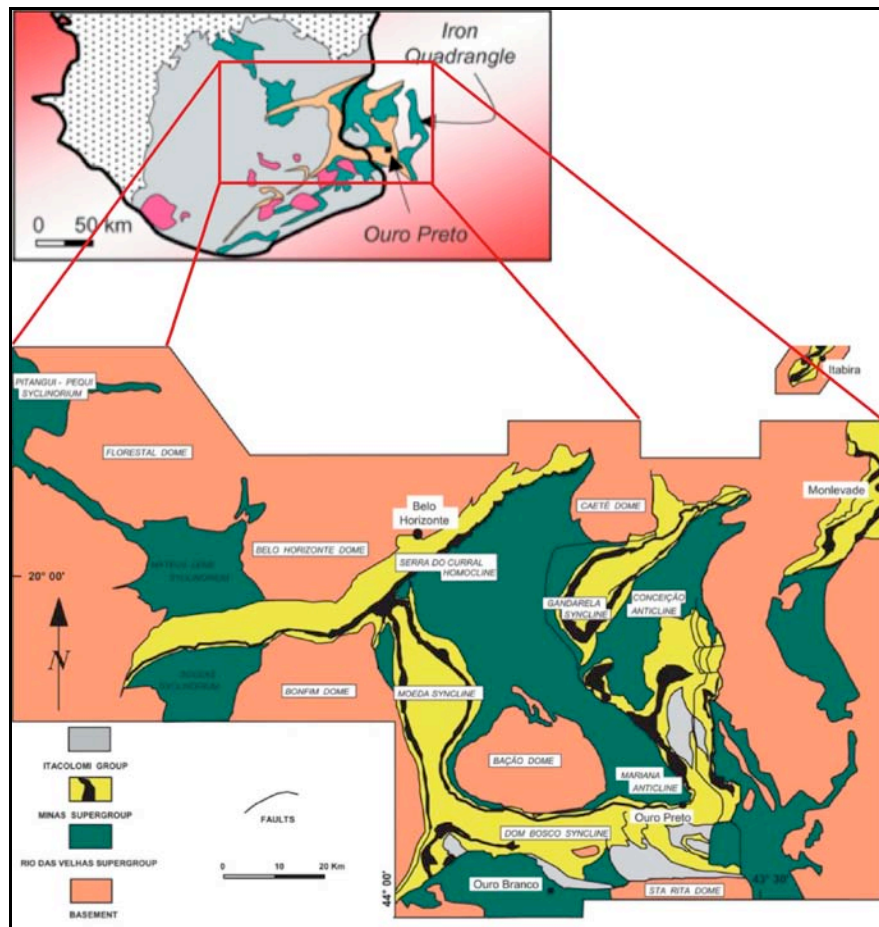 Iron
Quadrangle
0 50 km
Ouro Preto
Itabira
PITANGUI - PEQUI
SYCLINORIUM
FLORESTAL DOME
Monlevade
Belo
Horizonte
CAETÉ DOME
BELO HORIZONTE DOME
SERRA DO CURRAL
HOMOCLINE
SYCLINORIUM
20° 00'
GANDARELA
SYNCLINE
CONCEIÇÃO
ANTICLINE
N
SYCLINORIUM
BONFIM DOME
MOEDA SYNCLINE
ITACOLOMI GROUP
BAÇÃO DOME
MARIANA
ANTICLINE
MINAS SUPERGROUP
FAULTS
Ouro Preto
DOM BOSCO SYNCLINE
RIO DAS VELHAS SUPERGROUP
0 10 20 Km
44° 00'
Ouro Branco
STA RITA DOME
43° 30'
BASEMENT